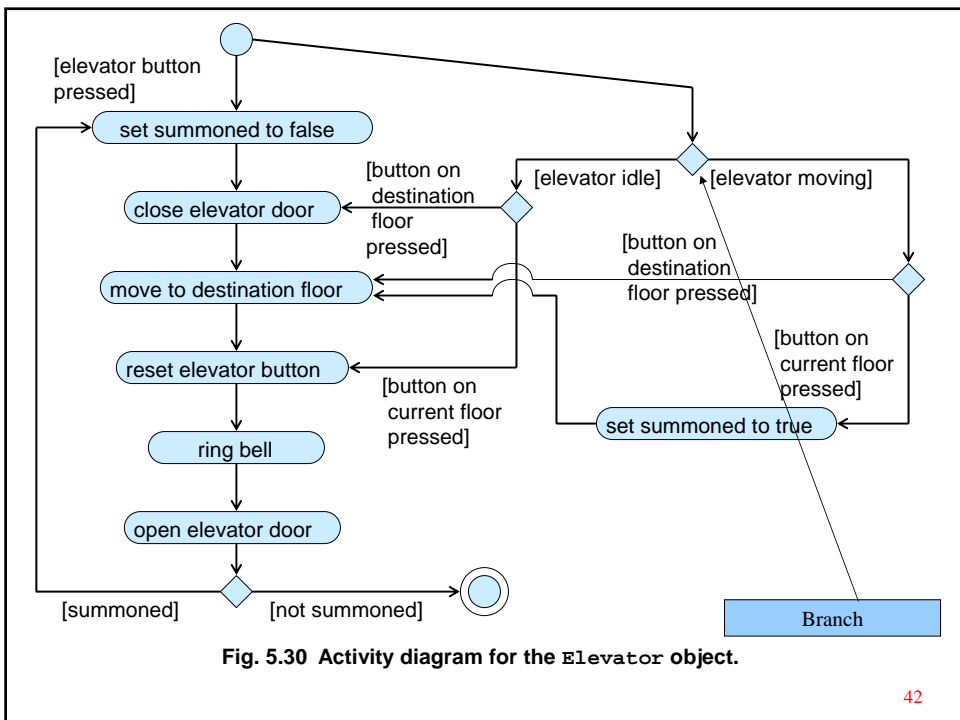 [elevator button
pressed]
set summoned to false
[button on
destination
floor
pressed]
[elevator idle]
[elevator moving]
close elevator door
[button on
destination
floor pressed]
move to destination floor
[button on
current floor
pressed]
reset elevator button
[button on
current floor
pressed]
set summoned to true
ring bell
open elevator door
[summoned]
[not summoned]
Branch
Fig. 5.30 Activity diagram for the Elevator object.
42